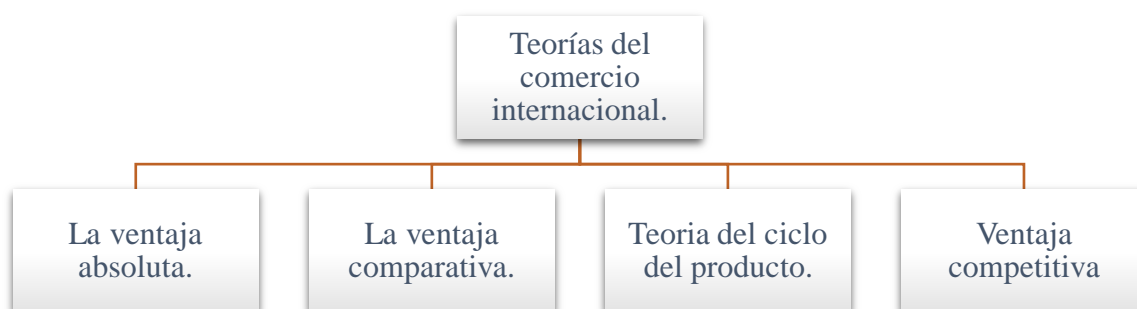 Teorías del
comercio
internacional.
La ventaja
absoluta.
La ventaja
comparativa.
Teoria del ciclo
del producto.
Ventaja
competitiva